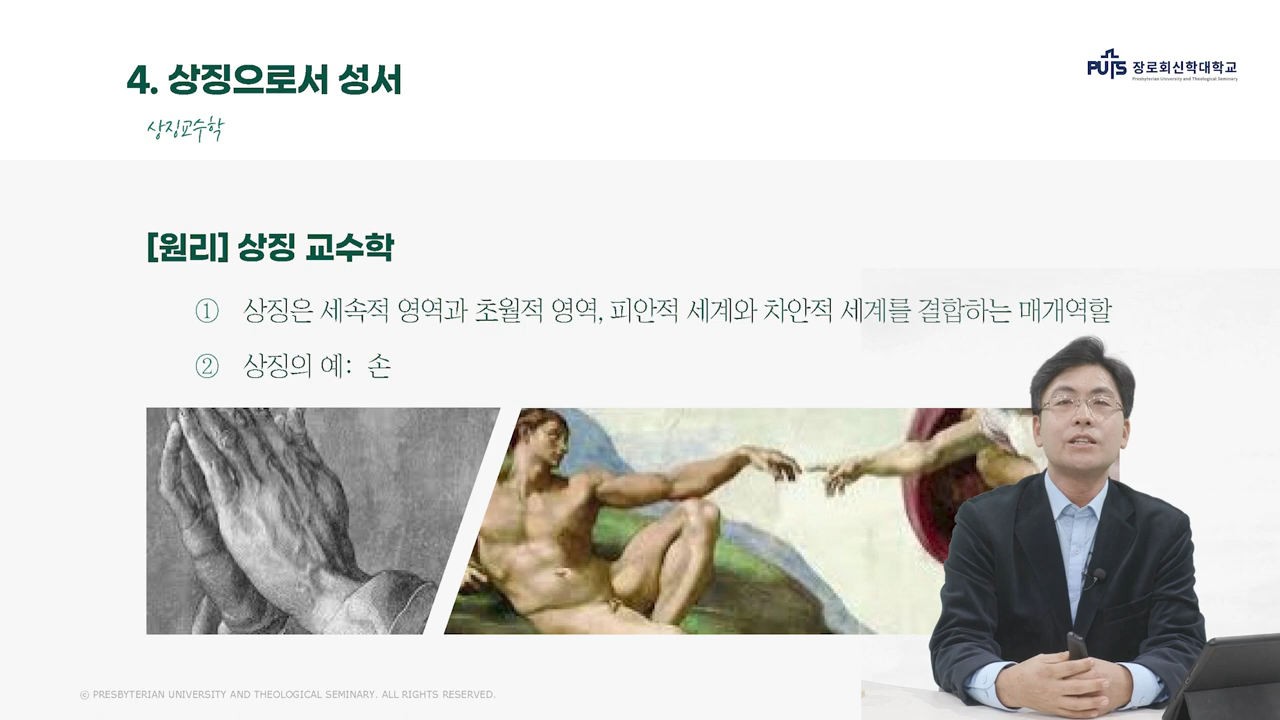 4. 상징으로서 성서
PUTS 장로회신학대학교
Presbyterian University and Theological Seminary
상징교수학
[원리] 상징 교수학
① 상징은 세속적 영역과 초월적 영역, 피안적 세계와 차안적 세계를 결합하는 매개역할
② 상징의 예: 손
© PRESBYTERIAN UNIVERSITY AND THEOLOGICAL SEMINARY. ALL RIGHTS RESERVED.